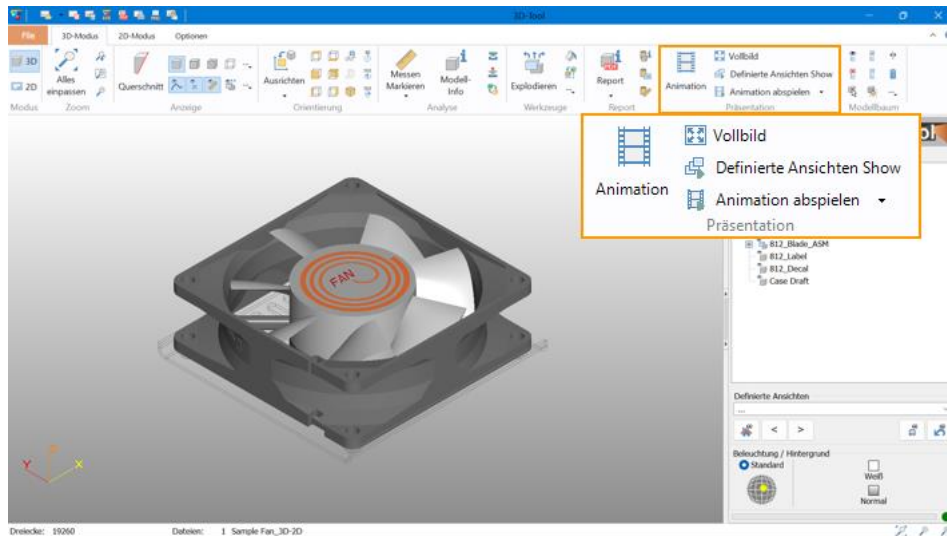 3D-Tool
File 3D-Modus 2D-Modus Optionen
3D
2D
Modus
Alles einpassen
Zoom
Querschnitt
Anzeige
Ausrichten
Orientierung
Messen Markieren
Modell-Info
Analyse
Explodieren
Werkzeuge
Report
Report
Animation
Vollbild
Definierte Ansichten Show
Animation abspielen
Präsentation
Modellbaum
Animation
Vollbild
Definierte Ansichten Show
Animation abspielen
Präsentation
812_Blade_ASM
812_Label
812_Decal
Case Draft
FAN
Definierte Ansichten
...
< >
Beleuchtung / Hintergrund
Standard
Weiß
Normal
Y X
Dreiecke: 19260 Dateien: 1 Sample Fan_3D-2D